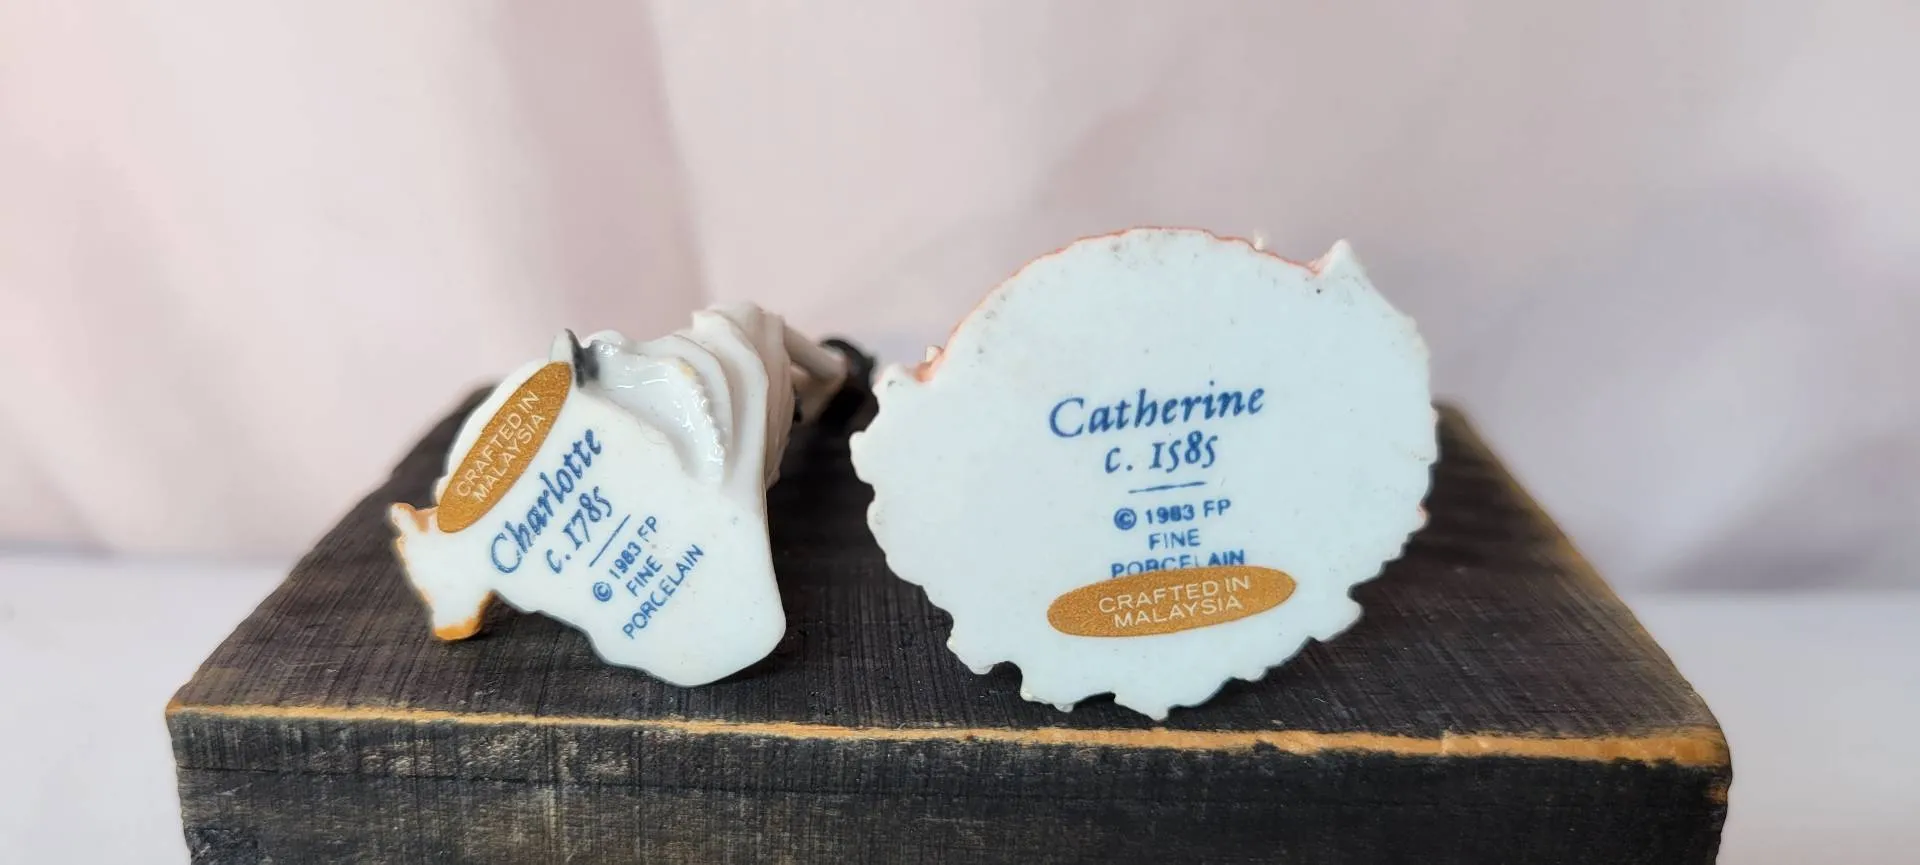 CRAFTED IN
MALAYSIA
Charlotte
c. 1785
© 1983 FP
FINE
PORCELAIN
Catherine
c. 1585
© 1983 FP
FINE
PORCELAIN
CRAFTED IN
MALAYSIA